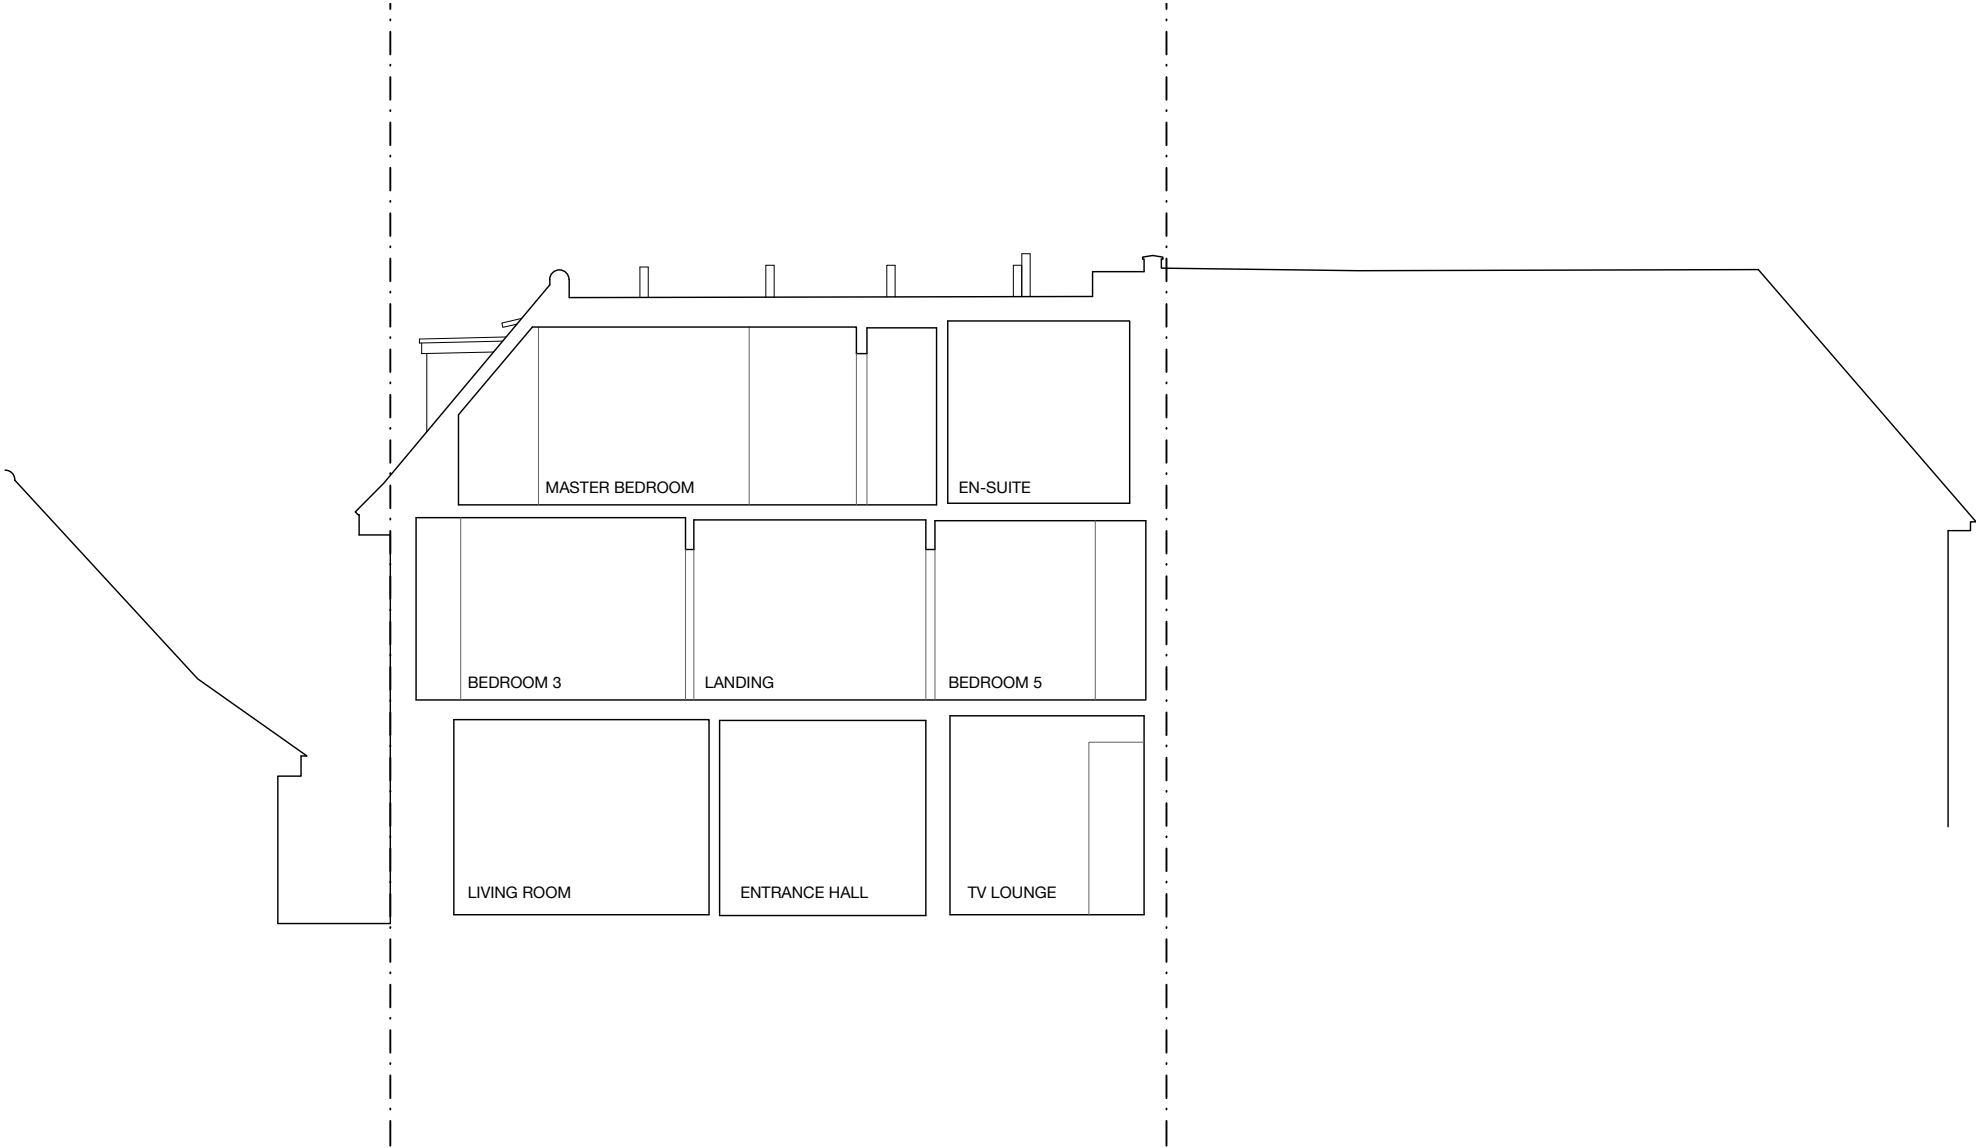 MASTER BEDROOM
EN-SUITE
BEDROOM 3
LANDING
BEDROOM 5
LIVING ROOM
ENTRANCE HALL
TV LOUNGE